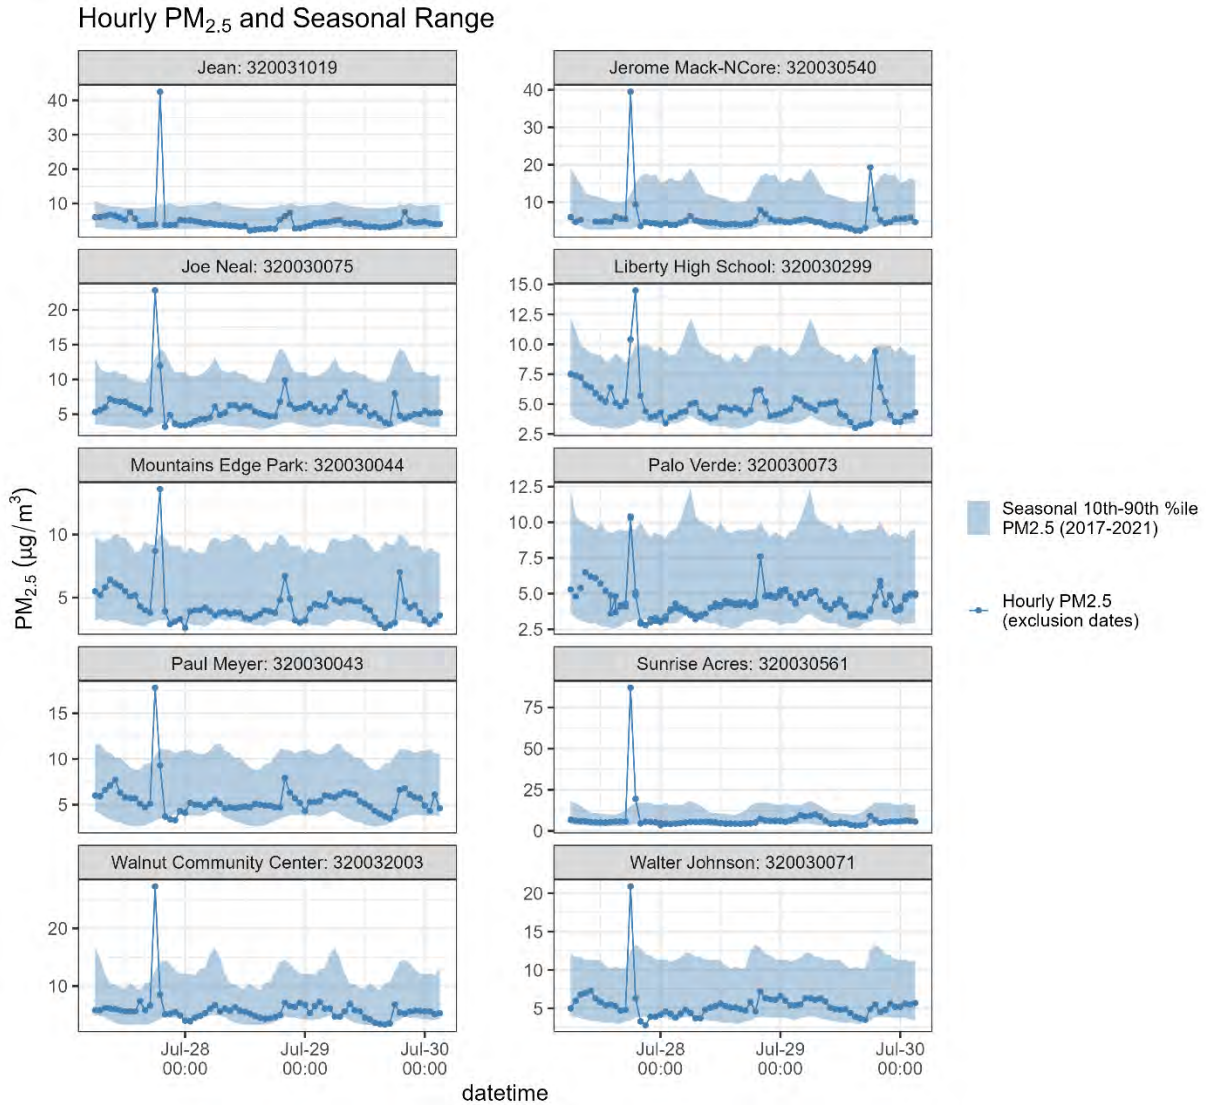 Hourly PM2.5 and Seasonal Range
Jean: 320031019
40
30
20
10
Jerome Mack-NCore: 320030540
40
30
20
10
Joe Neal: 320030075
20
15
10
5
Liberty High School: 320030299
15.0
12.5
10.0
7.5
5.0
2.5
Mountains Edge Park: 320030044
10
5
Palo Verde: 320030073
12.5
10.0
7.5
5.0
2.5
Paul Meyer: 320030043
15
10
5
Sunrise Acres: 320030561
75
50
25
0
Walnut Community Center: 320032003
20
10
Walter Johnson: 320030071
20
15
10
5
Jul-28
00:00
Jul-29
00:00
Jul-30
00:00
Jul-28
00:00
Jul-29
00:00
Jul-30
00:00
datetime
PM2.5 (µg/m³)
Seasonal 10th-90th %ile
PM2.5 (2017-2021)
Hourly PM2.5
(exclusion dates)